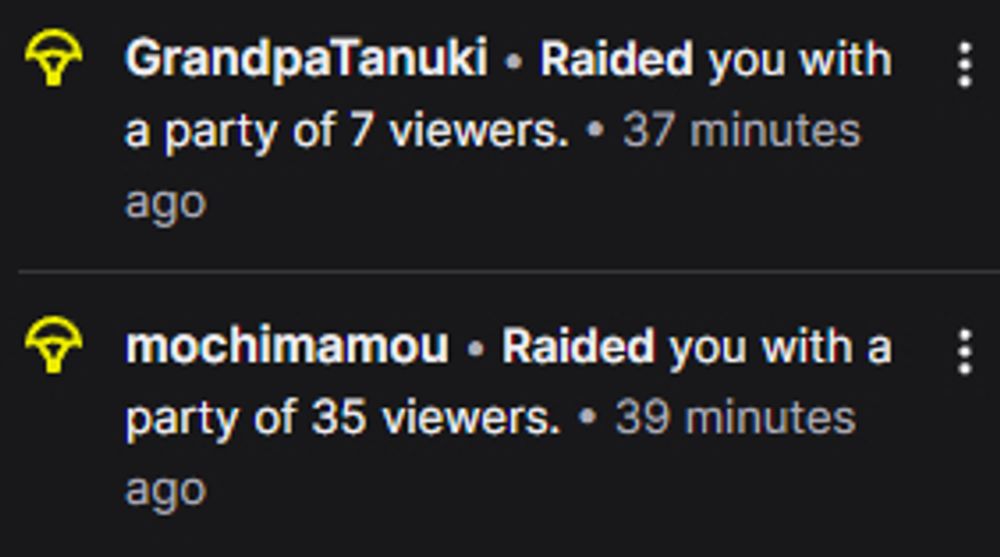 GrandpaTanuki • Raided you with
a party of 7 viewers. • 37 minutes
ago
mochimamou • Raided you with a
party of 35 viewers. • 39 minutes
ago